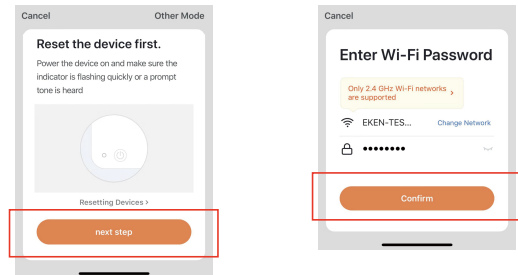 Cancel
Other Mode
Reset the device first.
Power the device on and make sure the
indicator is flashing quickly or a prompt
tone is heard
Resetting Devices >
next step
Cancel
Enter Wi-Fi Password
Only 2.4 GHz Wi-Fi networks >
are supported
EKEN-TES...
Change Network
••••••••
Confirm